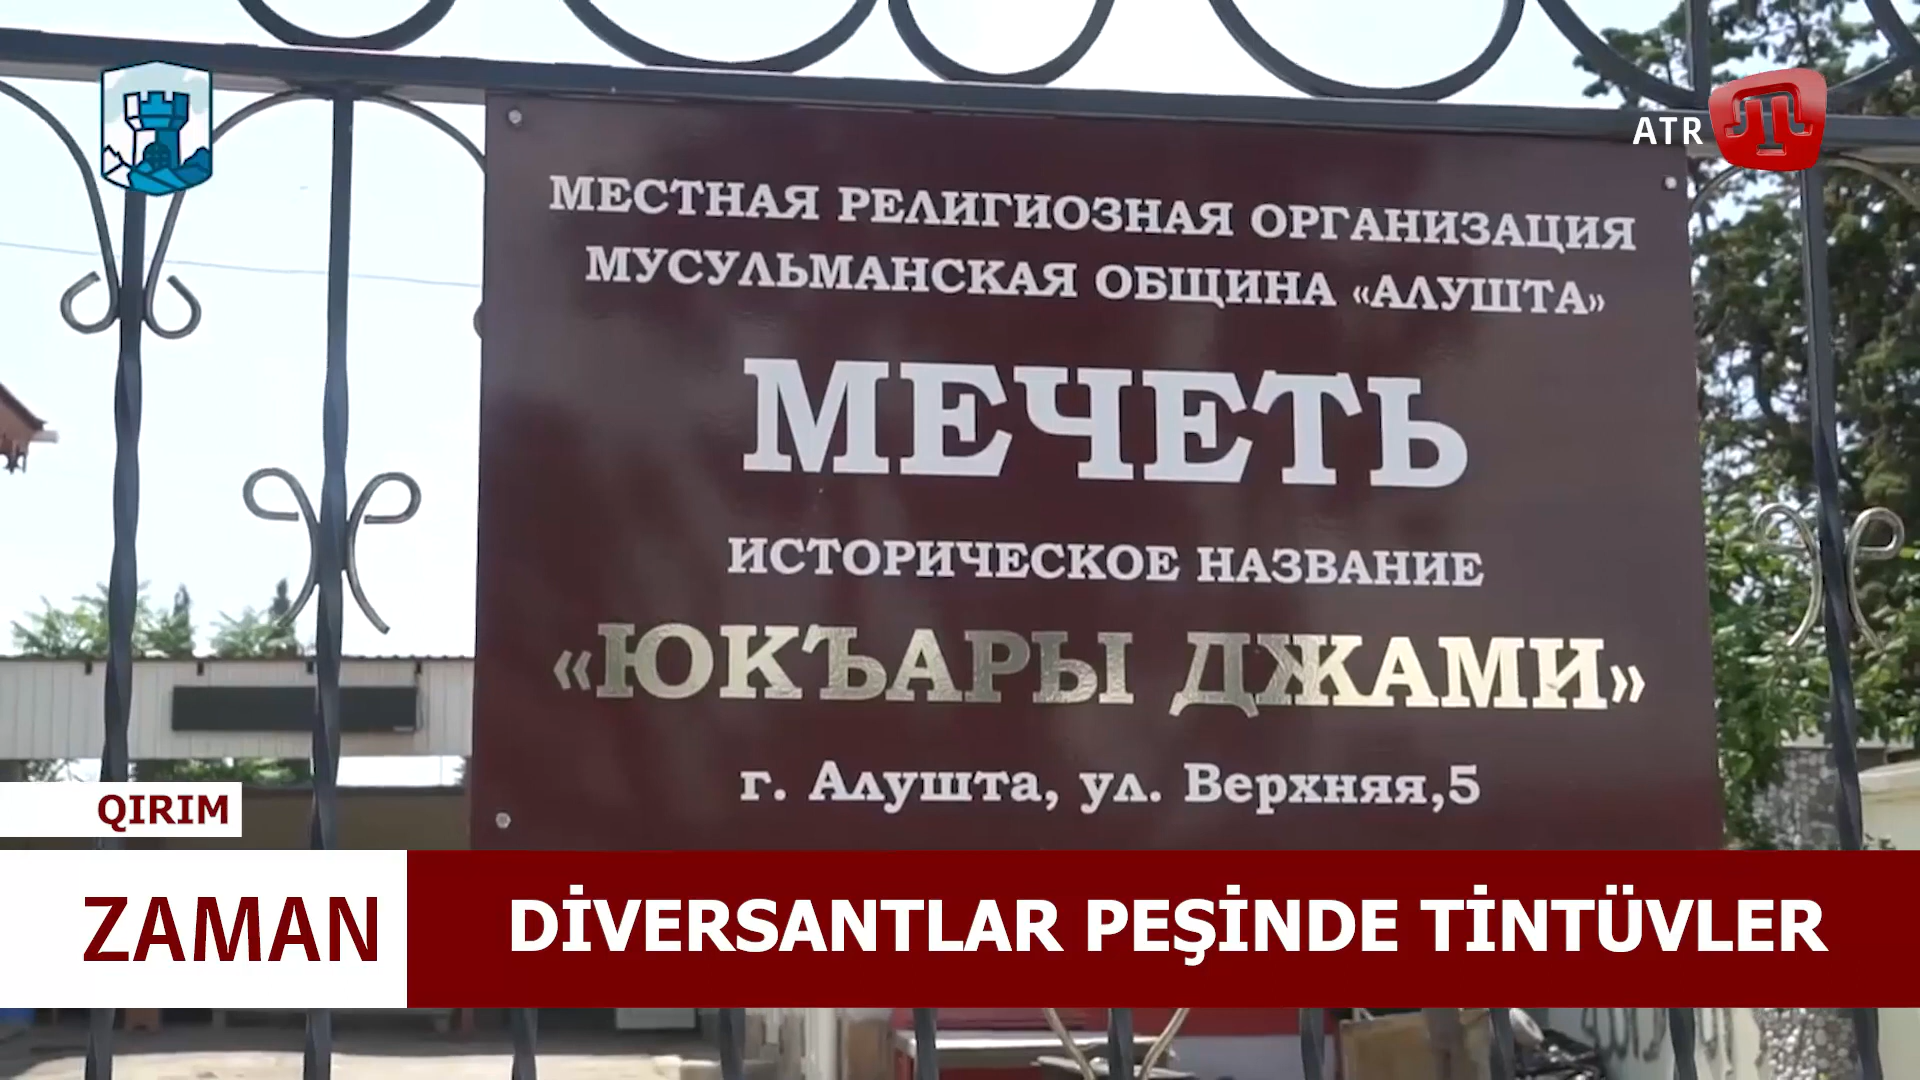 ATR
МЕСТНАЯ РЕЛИГИОЗНАЯ ОРГАНИЗАЦИЯ
МУСУЛЬМАНСКАЯ ОБЩИНА «АЛУШТА»
МЕЧЕТЬ
ИСТОРИЧЕСКОЕ НАЗВАНИЕ
«ЮКЪАРЫ ДЖАМИ»
г. Алушта, ул. Верхняя,5
QIRIM
ZAMAN
DİVERSANTLAR PEŞİNDE TİNTÜVLER